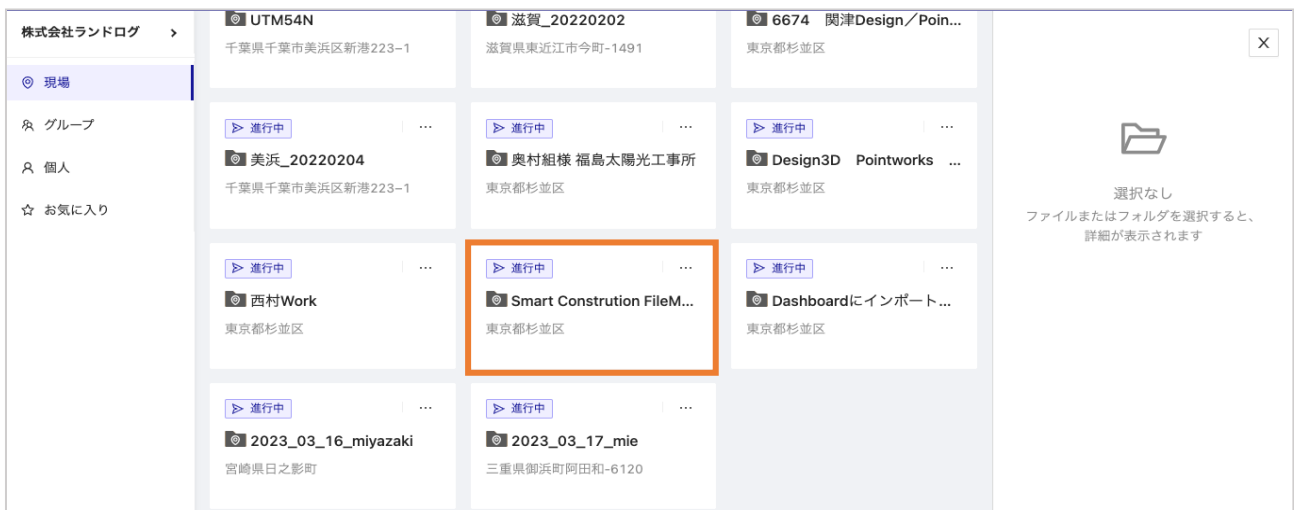 株式会社ランドログ
現場
グループ
個人
お気に入り
UTM54N
千葉県千葉市美浜区新港223−1
滋賀_20220202
滋賀県東近江市今町-1491
6674 関津Design／Poin...
東京都杉並区
進行中
美浜_20220204
千葉県千葉市美浜区新港223−1
進行中
奥村組様 福島太陽光工事所
東京都杉並区
進行中
Design3D Pointworks ...
東京都杉並区
進行中
西村Work
東京都杉並区
進行中
Smart Constrution FileM...
東京都杉並区
進行中
Dashboardにインポート...
東京都杉並区
進行中
2023_03_16_miyazaki
宮崎県日之影町
進行中
2023_03_17_mie
三重県御浜町阿田和-6120
選択なし
ファイルまたはフォルダを選択すると、
詳細が表示されます